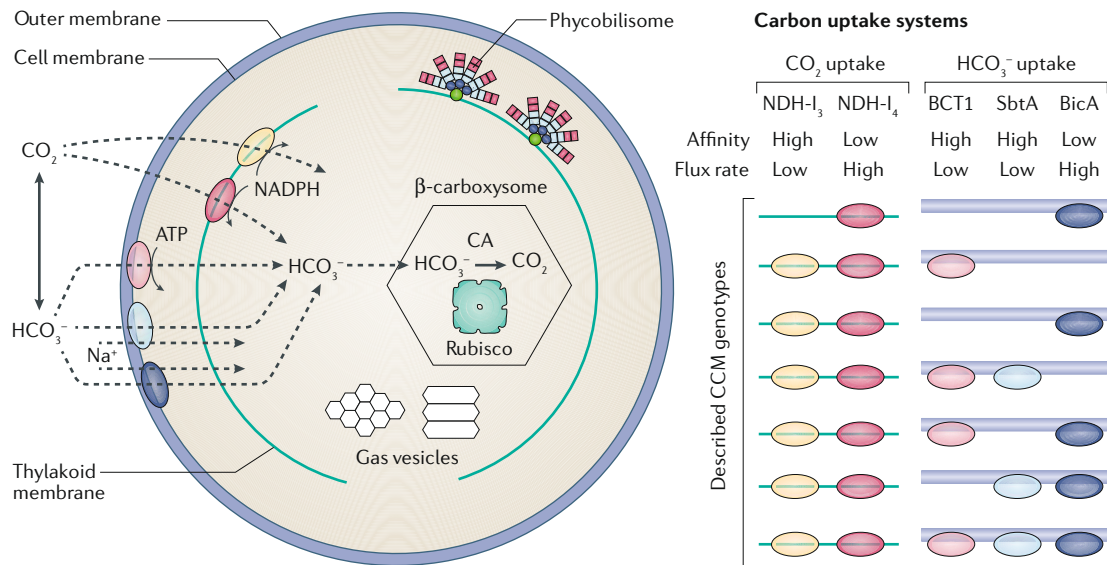 Outer membrane
Cell membrane
Phycobilisome
CO₂
NADPH
ATP
β-carboxysome
CA
HCO₃⁻
HCO₃⁻
CO₂
HCO₃⁻
Na⁺
Rubisco
Gas vesicles
Thylakoid
membrane
Carbon uptake systems
CO₂ uptake
HCO₃⁻ uptake
NDH-I₃
NDH-I₄
BCT1
SbtA
BicA
Affinity
High
Low
High
High
Low
Flux rate
Low
High
Low
Low
High
Described CCM genotypes